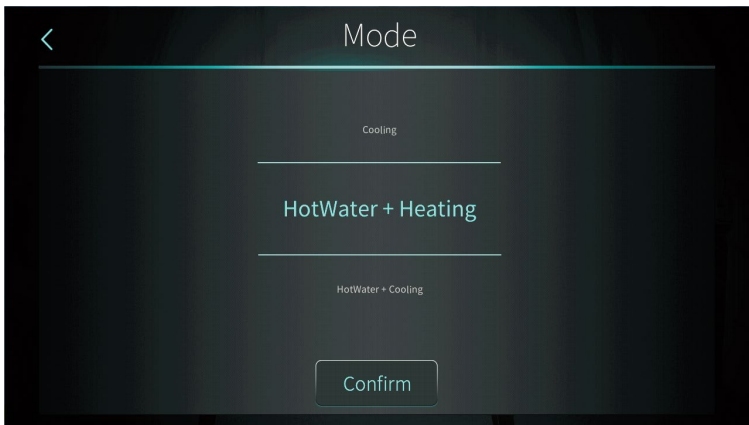 Mode
Cooling
HotWater + Heating
HotWater + Cooling
Confirm